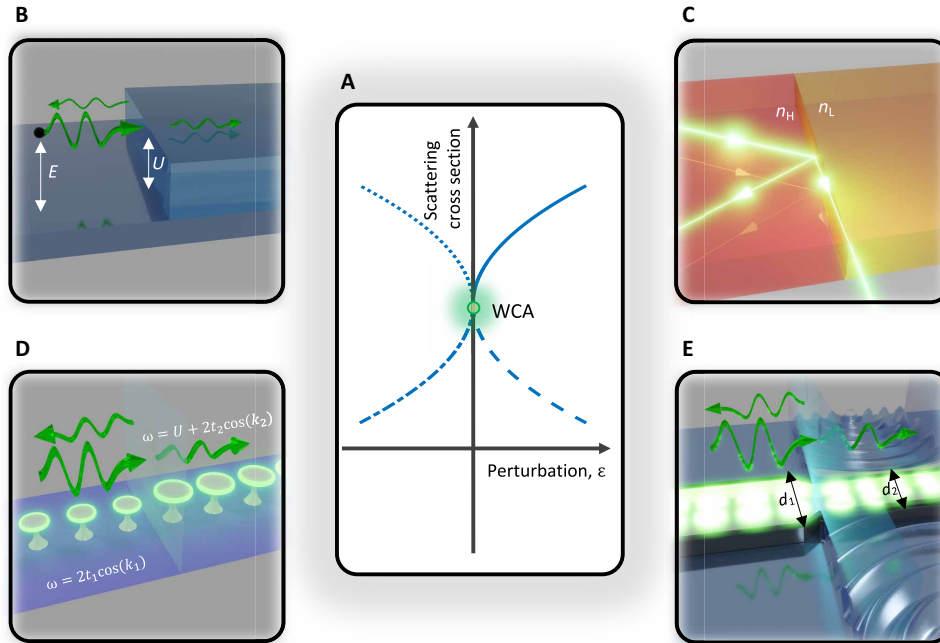 B
E
U
A
Scattering
cross section
WCA
Perturbation, ε
C
n_H
n_L
D
ω = U + 2t₂cos(k₂)
ω = 2t₁cos(k₁)
E
d₁
d₂